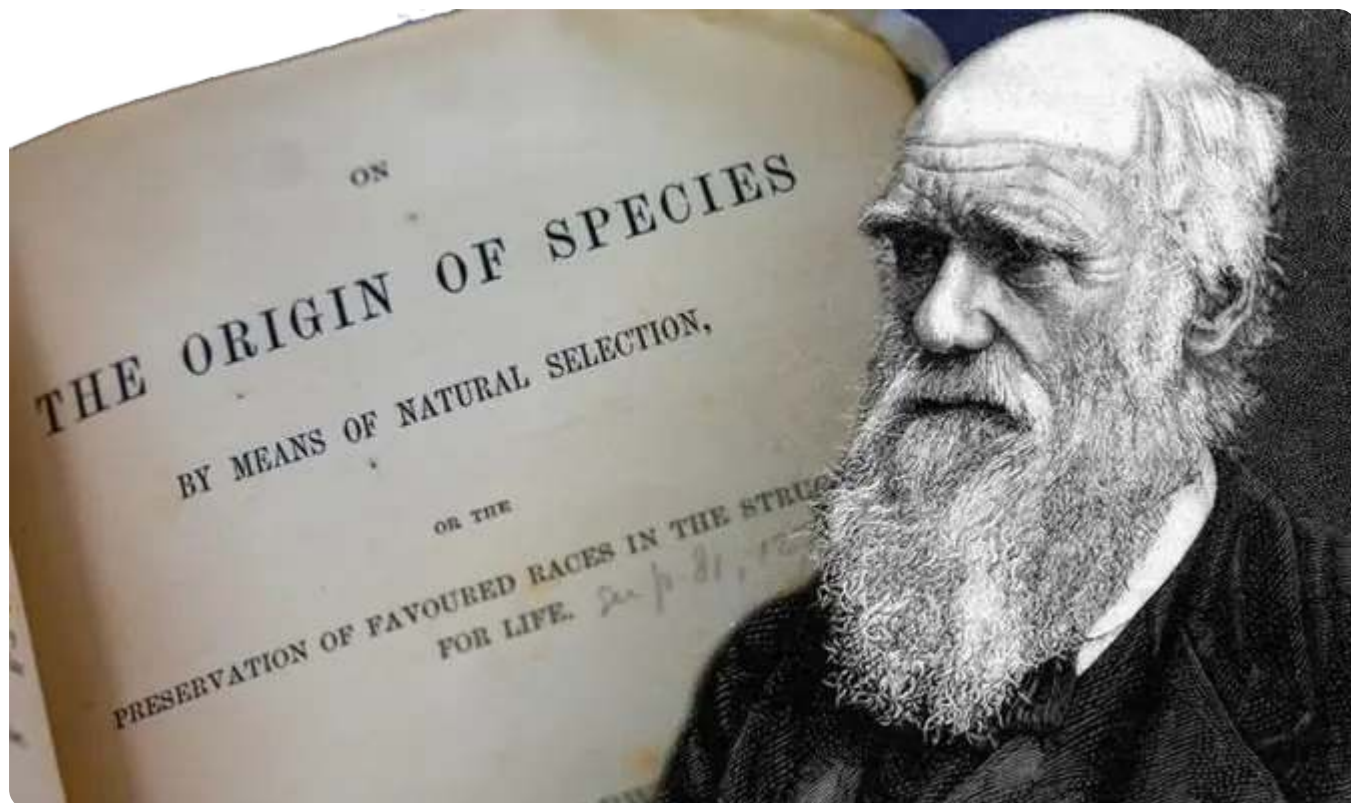 ON
THE ORIGIN OF SPECIES
BY MEANS OF NATURAL SELECTION,
OR THE
PRESERVATION OF FAVOURED RACES IN THE
FOR LIFE.